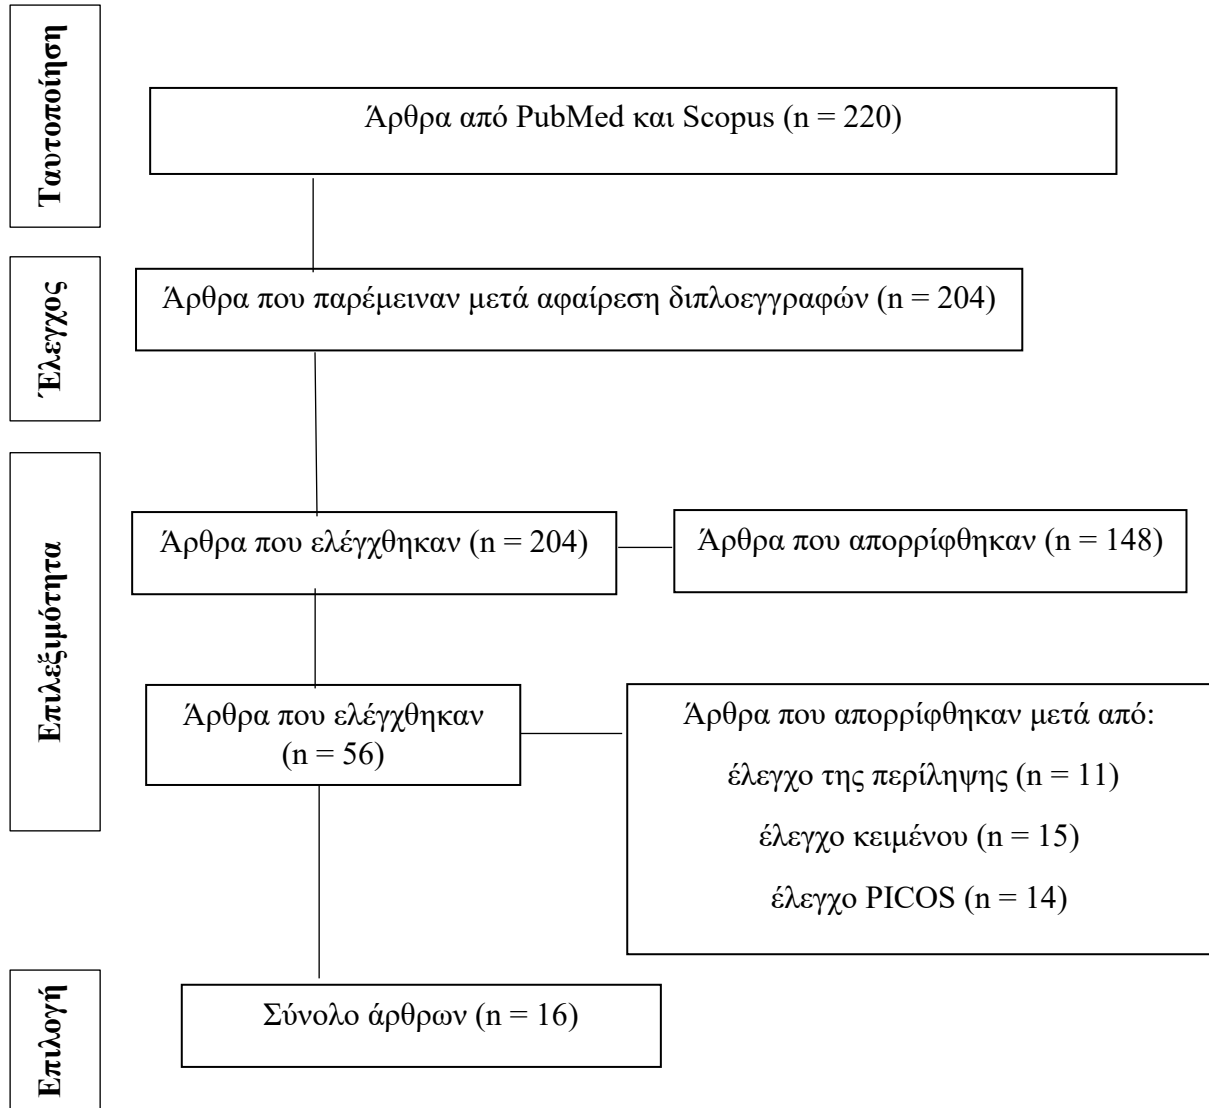 Ταυτοποίηση
Άρθρα από PubMed και Scopus (n = 220)
Έλεγχος
Άρθρα που παρέμειναν μετά αφαίρεση διπλοεγγραφών (n = 204)
Επιλεξιμότητα
Άρθρα που ελέγχθηκαν (n = 204)
Άρθρα που απορρίφθηκαν (n = 148)
Άρθρα που ελέγχθηκαν
(n = 56)
Άρθρα που απορρίφθηκαν μετά από:
έλεγχο της περίληψης (n = 11)
έλεγχο κειμένου (n = 15)
έλεγχο PICOS (n = 14)
Επιλογή
Σύνολο άρθρων (n = 16)